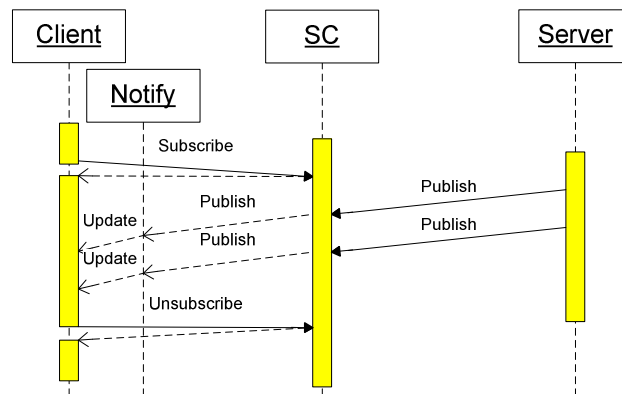 Client
SC
Server
Notify
Subscribe
Publish
Publish
Update
Publish
Publish
Update
Unsubscribe